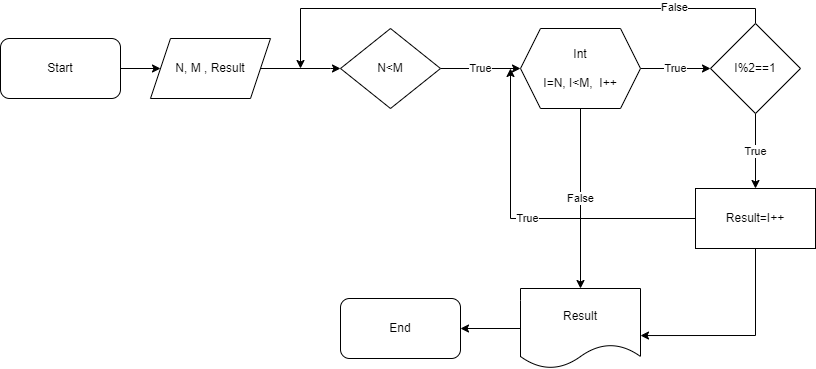 False
Start
N, M , Result
N<M
True
Int
I=N, I<M, I++
True
I%2==1
True
False
True
Result=I++
End
Result